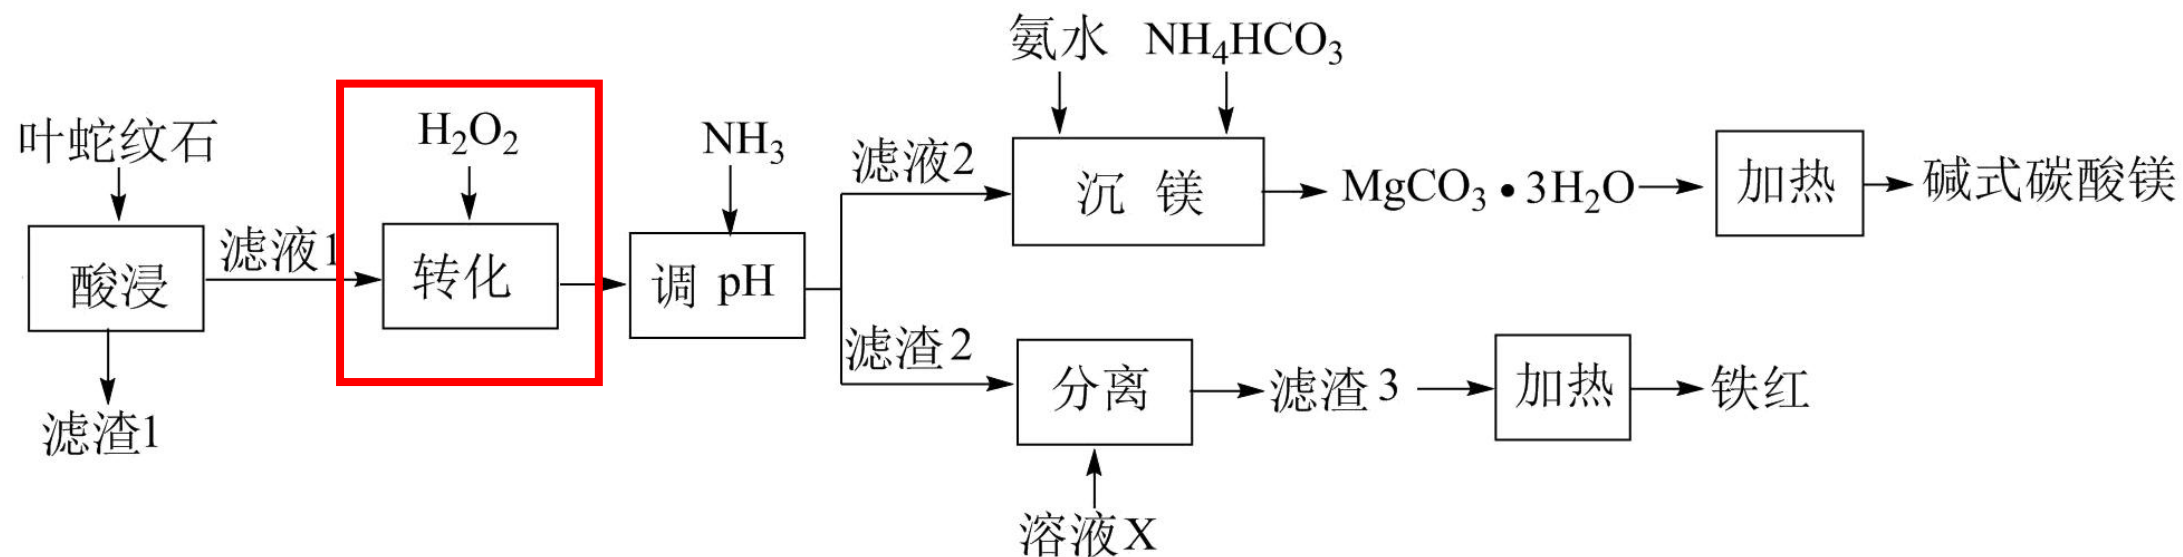 叶蛇纹石
酸浸
滤渣1
滤液1
H₂O₂
转化
NH₃
调 pH
滤液2
氨水
NH₄HCO₃
沉 镁
MgCO₃•3H₂O
加热
碱式碳酸镁
滤渣2
分离
溶液X
滤渣3
加热
铁红